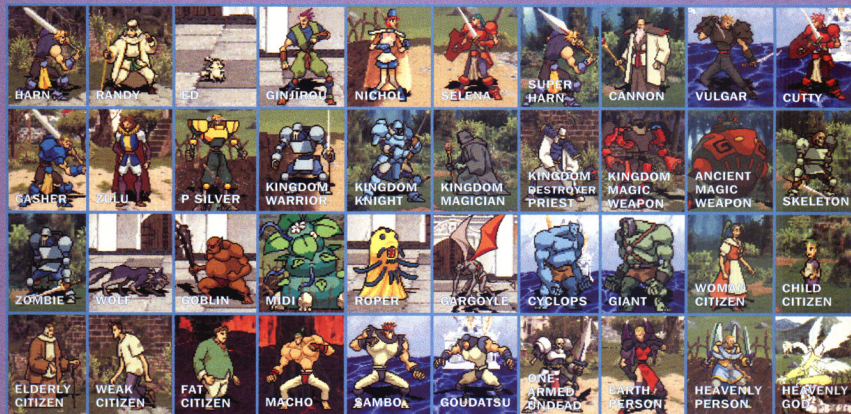 HARN
RANDY
ED
GINJIROU
NICHOL
SELENA
SUPER
HARN
CANNON
VULGAR
CUTTY
GASHER
ZULU
P SILVER
KINGDOM
WARRIOR
KINGDOM
KNIGHT
KINGDOM
MAGICIAN
KINGDOM
DESTROYER
PRIEST
KINGDOM
MAGIC
WEAPON
ANCIENT
MAGIC
WEAPON
SKELETON
ZOMBIE
WOLF
GOBLIN
MIDI
ROPER
GARGOYLE
CYCLOPS
GIANT
WOMAN
CITIZEN
CHILD
CITIZEN
ELDERLY
CITIZEN
WEAK
CITIZEN
FAT
CITIZEN
MACHO
SAMBO
GOUDATSU
ONE-
ARMED
UNDEAD
EARTH
PERSON
HEAVENLY
PERSON
HEAVENLY
GOD